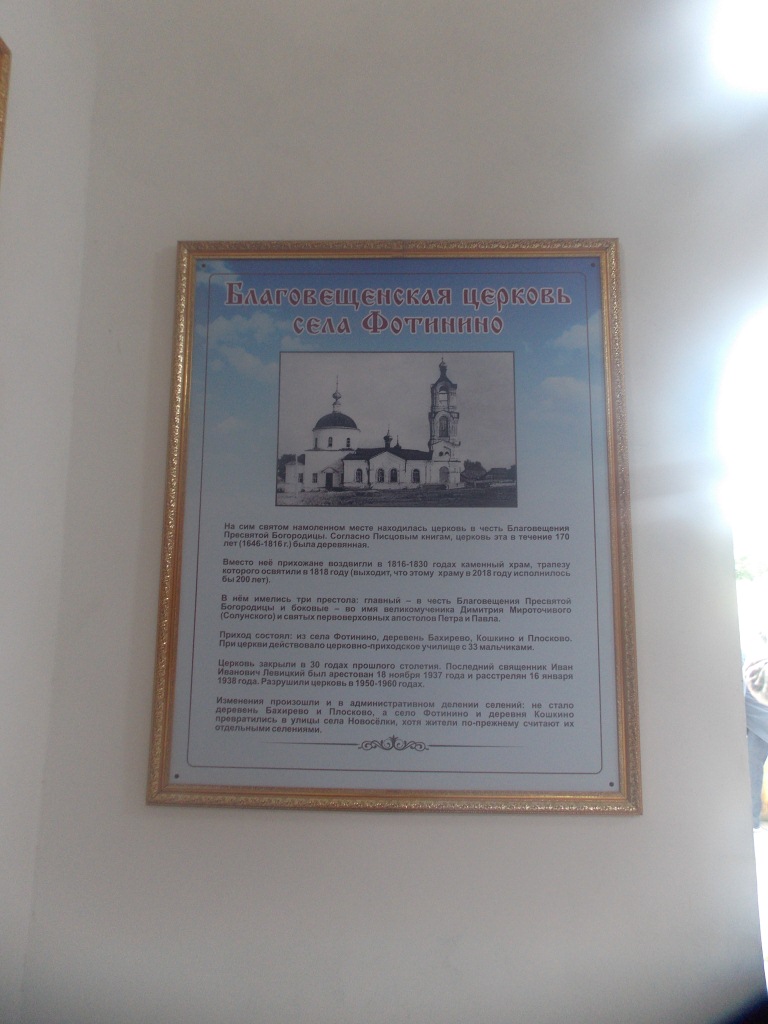 Благовещенская церковь
села Фотинино
На сим святом намоленном месте находилась церковь в честь Благовещения
Пресвятой Богородицы. Согласно Писцовым книгам, церковь эта в течение 170
лет (1646-1816 г.) была деревянная.
Вместо неё прихожане воздвигли в 1816-1830 годах каменный храм, трапезу
которого освятили в 1818 году (выходит, что этому храму в 2018 году исполнилось
бы 200 лет).
В нём имелись три престола: главный – в честь Благовещения Пресвятой
Богородицы и боковые – во имя великомученика Димитрия Мироточивого
(Солунского) и святых первоверховных апостолов Петра и Павла.
Приход состоял: из села Фотинино, деревень Бахирево, Кошкино и Плосково.
При церкви действовало церковно-приходское училище с 33 мальчиками.
Церковь закрыли в 30 годах прошлого столетия. Последний священник Иван
Иванович Левицкий был арестован 18 ноября 1937 года и расстрелян 16 января
1938 года. Разрушили церковь в 1950-1960 годах.
Изменения произошли и в административном делении селений: не стало
деревень Бахирево и Плосково, а село Фотинино и деревня Кошкино
превратились в улицы села Новосёлки, хотя жители по-прежнему считают их
отдельными селениями.